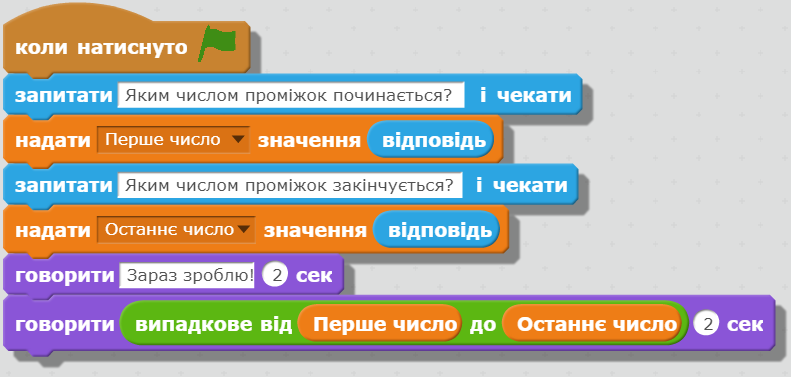 коли натиснуто
запитати Яким числом проміжок починається? і чекати
надати Перше число значення відповідь
запитати Яким числом проміжок закінчується? і чекати
надати Останнє число значення відповідь
говорити Зараз зроблю! 2 сек
говорити випадкове від Перше число до Останнє число 2 сек